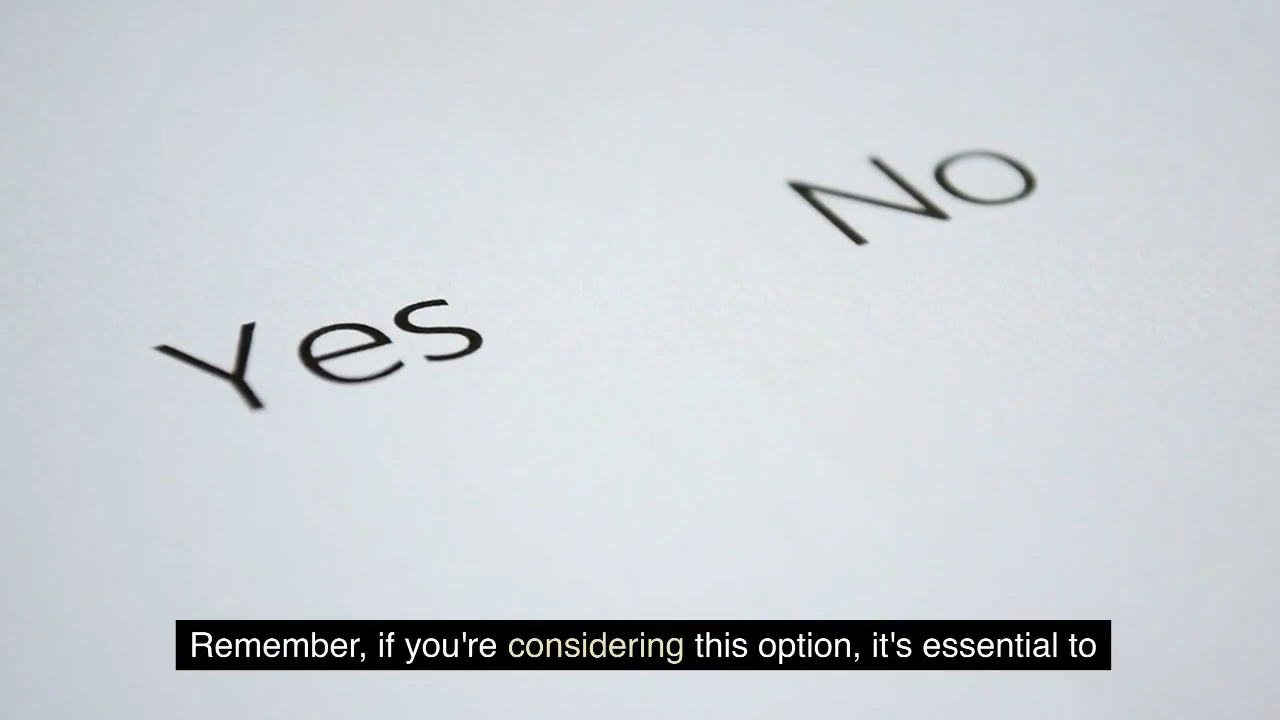 No
Yes
Remember, if you're considering this option, it's essential to